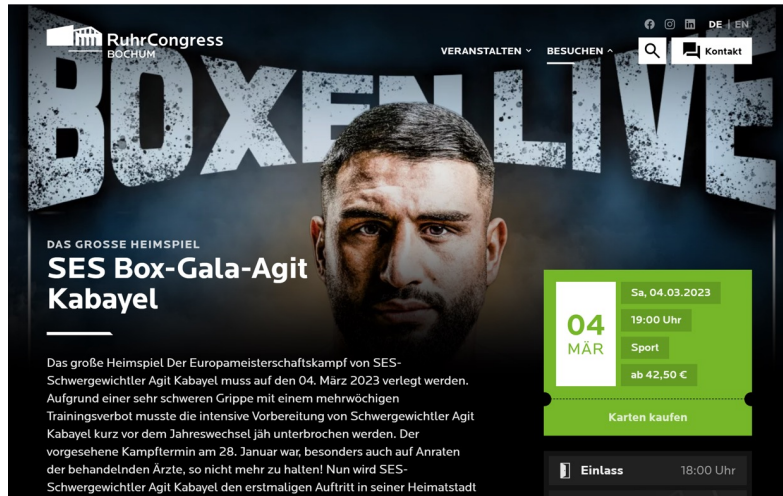 BOXEN LIVE
RuhrCongress
BOCHUM
DE | EN
VERANSTALTEN
BESUCHEN
Kontakt
DAS GROSSE HEIMSPIEL
SES Box-Gala-Agit
Kabayel
Das große Heimspiel Der Europameisterschaftskampf von SES-
Schwergewichtler Agit Kabayel muss auf den 04. März 2023 verlegt werden.
Aufgrund einer sehr schweren Grippe mit einem mehrwöchigen
Trainingsverbot musste die intensive Vorbereitung von Schwergewichtler Agit
Kabayel kurz vor dem Jahreswechsel jäh unterbrochen werden. Der
vorgesehene Kampftermin am 28. Januar war, besonders auch auf Anraten
der behandelnden Ärzte, so nicht mehr zu halten! Nun wird SES-
Schwergewichtler Agit Kabayel den erstmaligen Auftritt in seiner Heimatstadt
04
MÄR
Sa, 04.03.2023
19:00 Uhr
Sport
ab 42,50 €
Karten kaufen
Einlass 18:00 Uhr